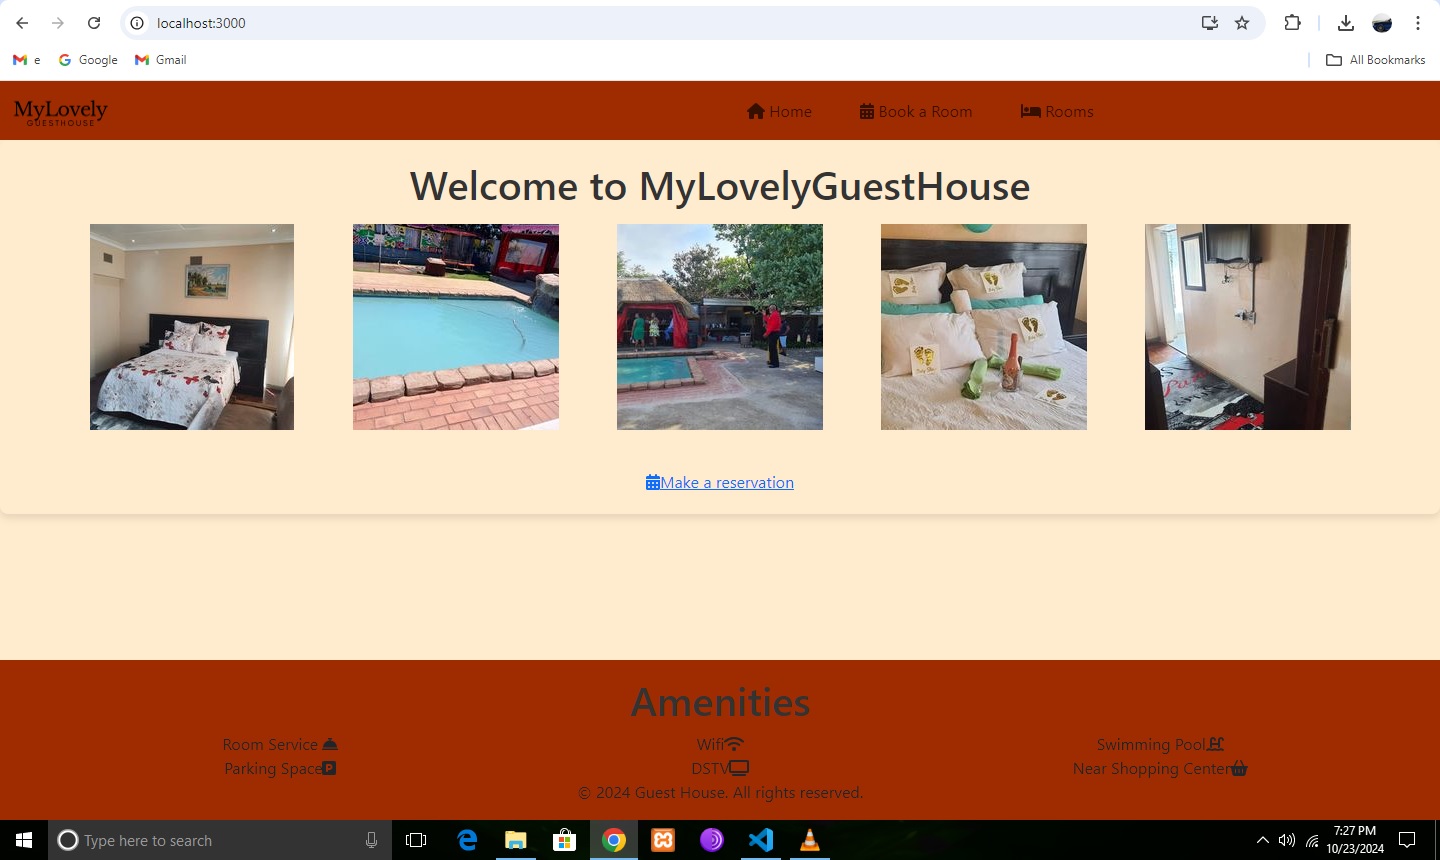 localhost:3000
e Google Gmail All Bookmarks
MyLovely
GUESTHOUSE
Home Book a Room Rooms
Welcome to MyLovelyGuestHouse
Make a reservation
Amenities
Room Service Wifi Swimming Pool
Parking Space DSTV Near Shopping Center
© 2024 Guest House. All rights reserved.
Type here to search
7:27 PM
10/23/2024